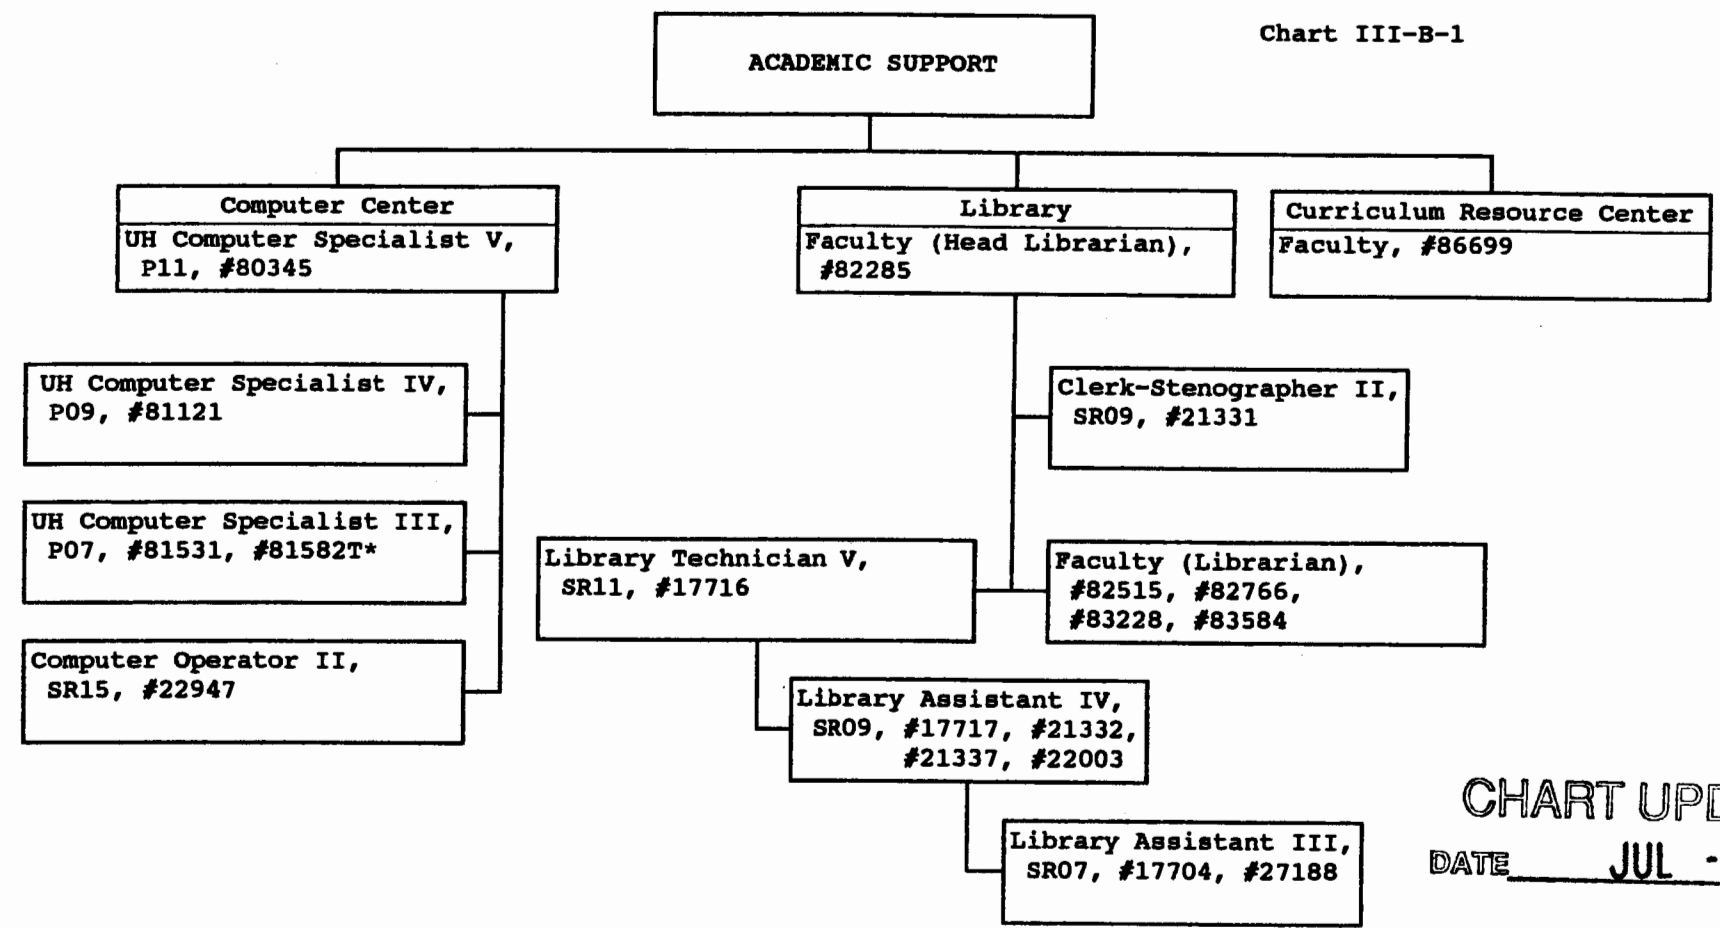 Chart III-B-1
ACADEMIC SUPPORT
Computer Center
UH Computer Specialist V,
P11, #80345
Library
Faculty (Head Librarian),
#82285
Curriculum Resource Center
Faculty, #86699
UH Computer Specialist IV,
P09, #81121
UH Computer Specialist III,
P07, #81531, #81582T*
Computer Operator II,
SR15, #22947
Clerk-Stenographer II,
SR09, #21331
Library Technician V,
SR11, #17716
Faculty (Librarian),
#82515, #82766,
#83228, #83584
Library Assistant IV,
SR09, #17717, #21332,
#21337, #22003
Library Assistant III,
SR07, #17704, #27188
CHART UPD
DATE JUL -